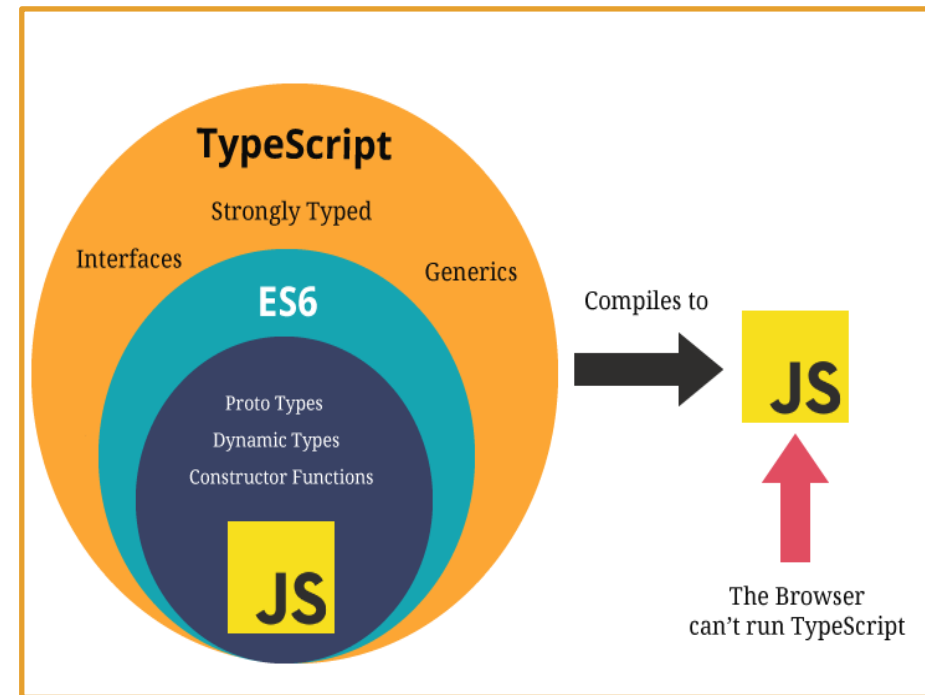 TypeScript
Strongly Typed
Interfaces
Generics
ES6
Proto Types
Dynamic Types
Constructor Functions
JS
Compiles to
JS
The Browser
can't run TypeScript